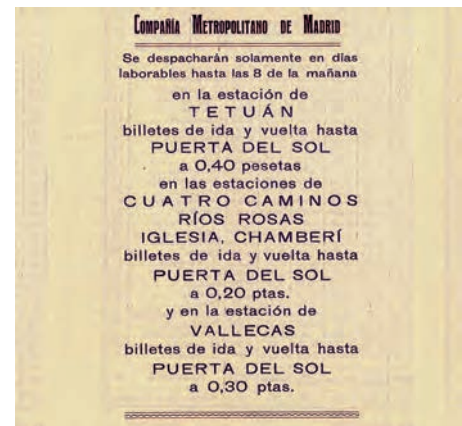 COMPAÑÍA METROPOLITANO DE MADRID
Se despacharán solamente en días
laborables hasta las 8 de la mañana
en la estación de
TETUÁN
billetes de ida y vuelta hasta
PUERTA DEL SOL
a 0,40 pesetas
en las estaciones de
CUATRO CAMINOS
RÍOS ROSAS
IGLESIA, CHAMBERÍ
billetes de ida y vuelta hasta
PUERTA DEL SOL
a 0,20 ptas.
y en la estación de
VALLECAS
billetes de ida y vuelta hasta
PUERTA DEL SOL
a 0,30 ptas.